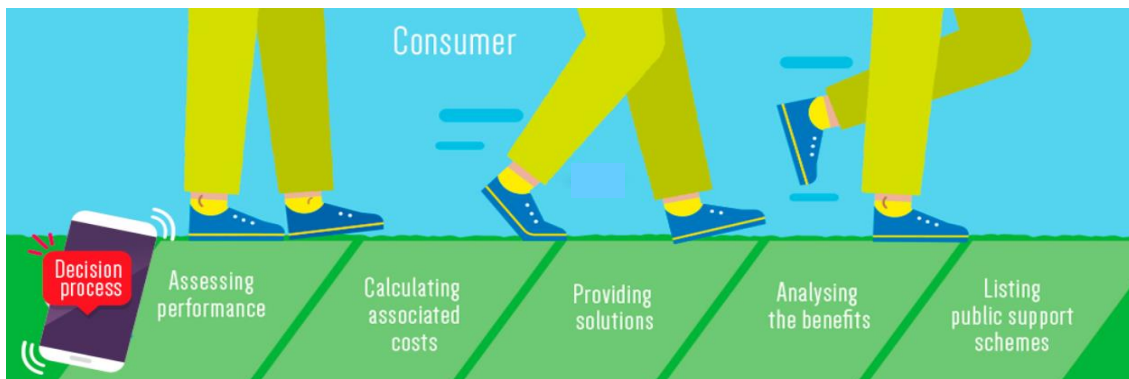 Consumer
Decision
process
Assessing
performance
Calculating
associated
costs
Providing
solutions
Analysing
the benefits
Listing
public support
schemes